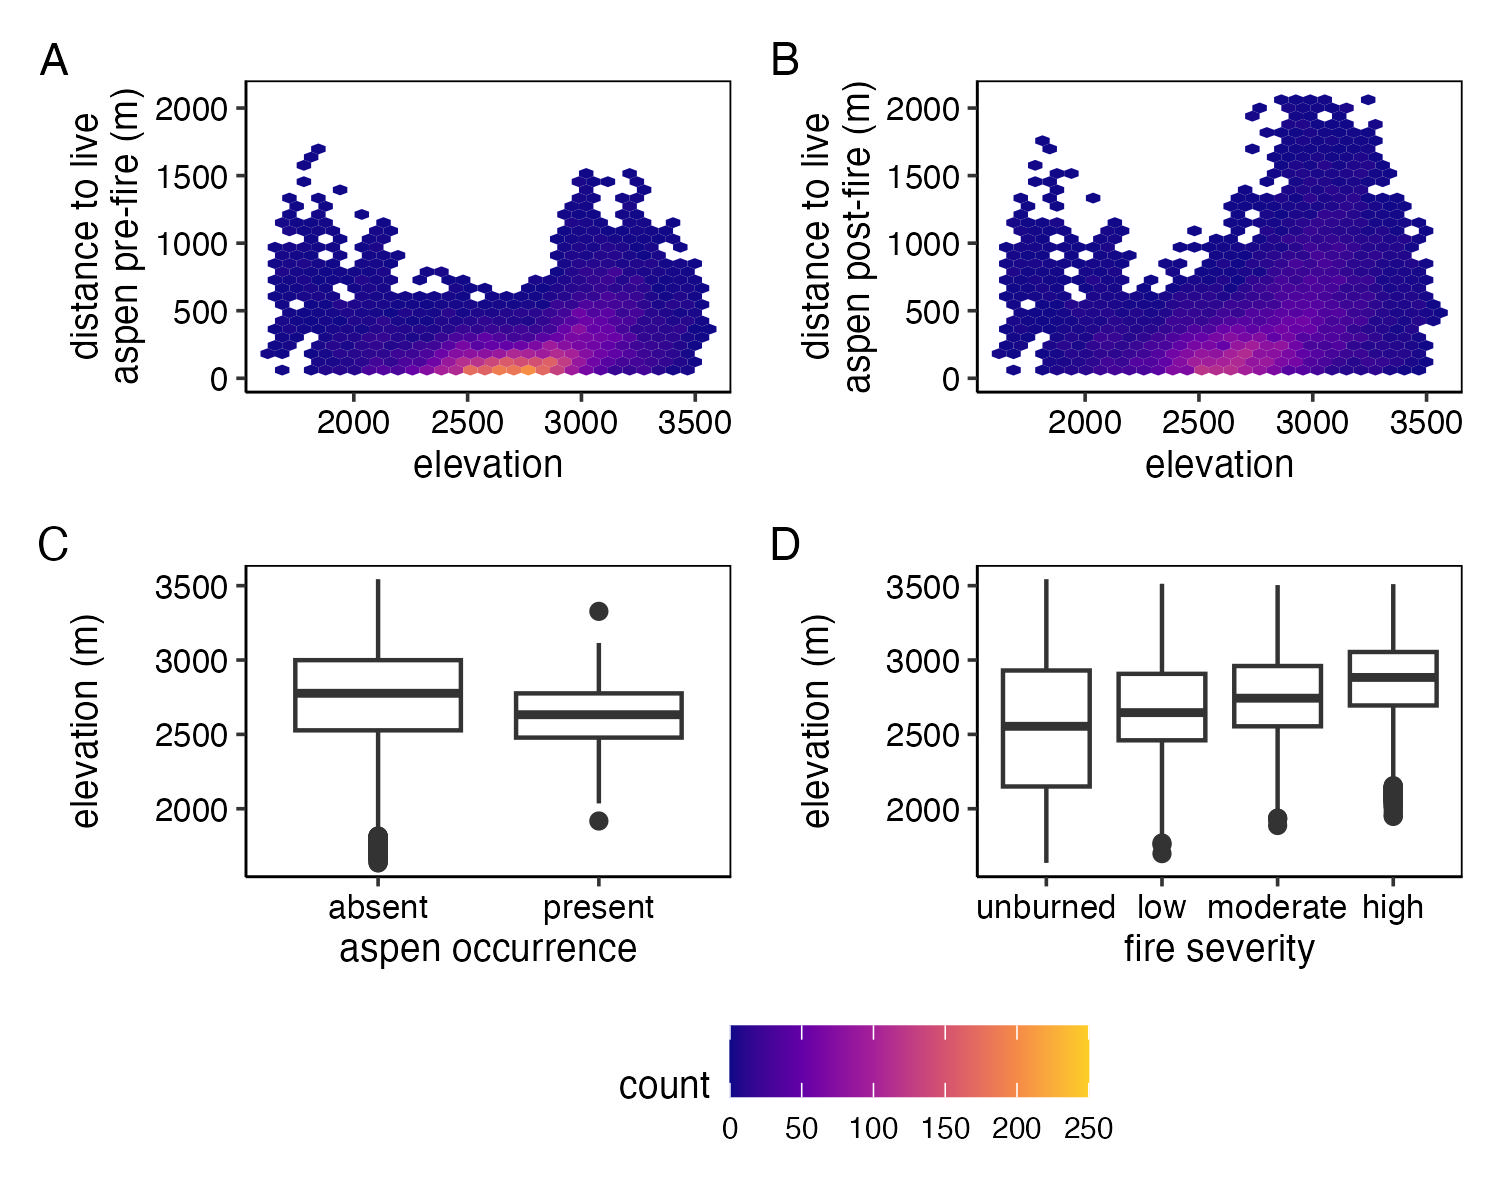 A
distance to live
aspen pre-fire (m)
2000
1500
1000
500
0
2000 2500 3000 3500
elevation
B
distance to live
aspen post-fire (m)
2000
1500
1000
500
0
2000 2500 3000 3500
elevation
C
elevation (m)
3500
3000
2500
2000
absent present
aspen occurrence
D
elevation (m)
3500
3000
2500
2000
unburned low moderate high
fire severity
count
0 50 100 150 200 250